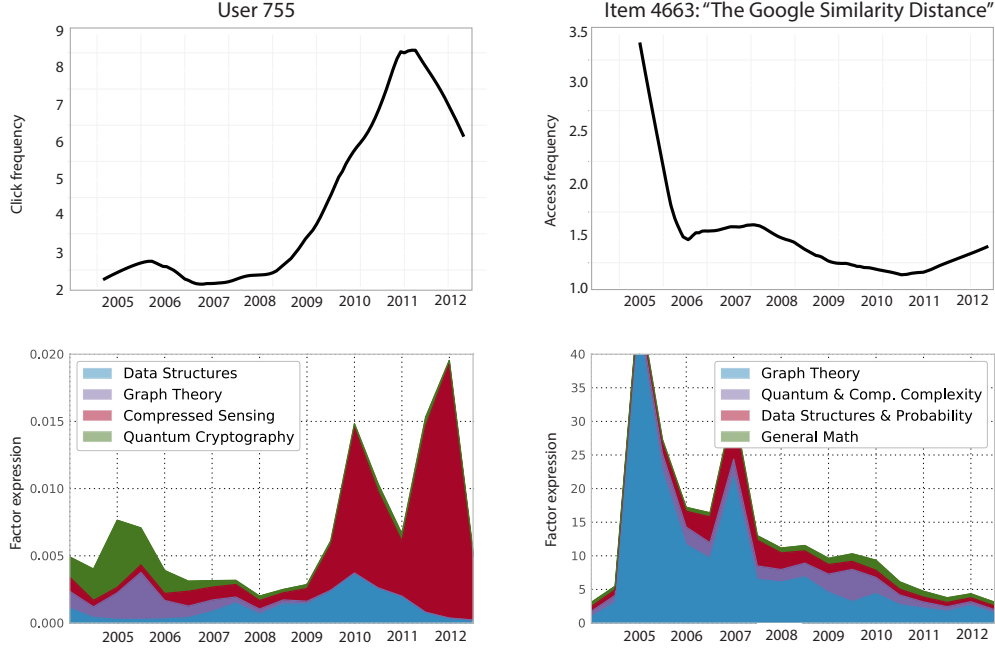 User 755
Click frequency
9
8
7
6
5
4
3
2
2005 2006 2007 2008 2009 2010 2011 2012
Item 4663: “The Google Similarity Distance”
Access frequency
3.5
3.0
2.5
2.0
1.5
1.0
2005 2006 2007 2008 2009 2010 2011 2012
Factor expression
0.020
0.015
0.010
0.005
0.000
Data Structures
Graph Theory
Compressed Sensing
Quantum Cryptography
2005 2006 2007 2008 2009 2010 2011 2012
Factor expression
40
35
30
25
20
15
10
5
0
Graph Theory
Quantum & Comp. Complexity
Data Structures & Probability
General Math
2005 2006 2007 2008 2009 2010 2011 2012